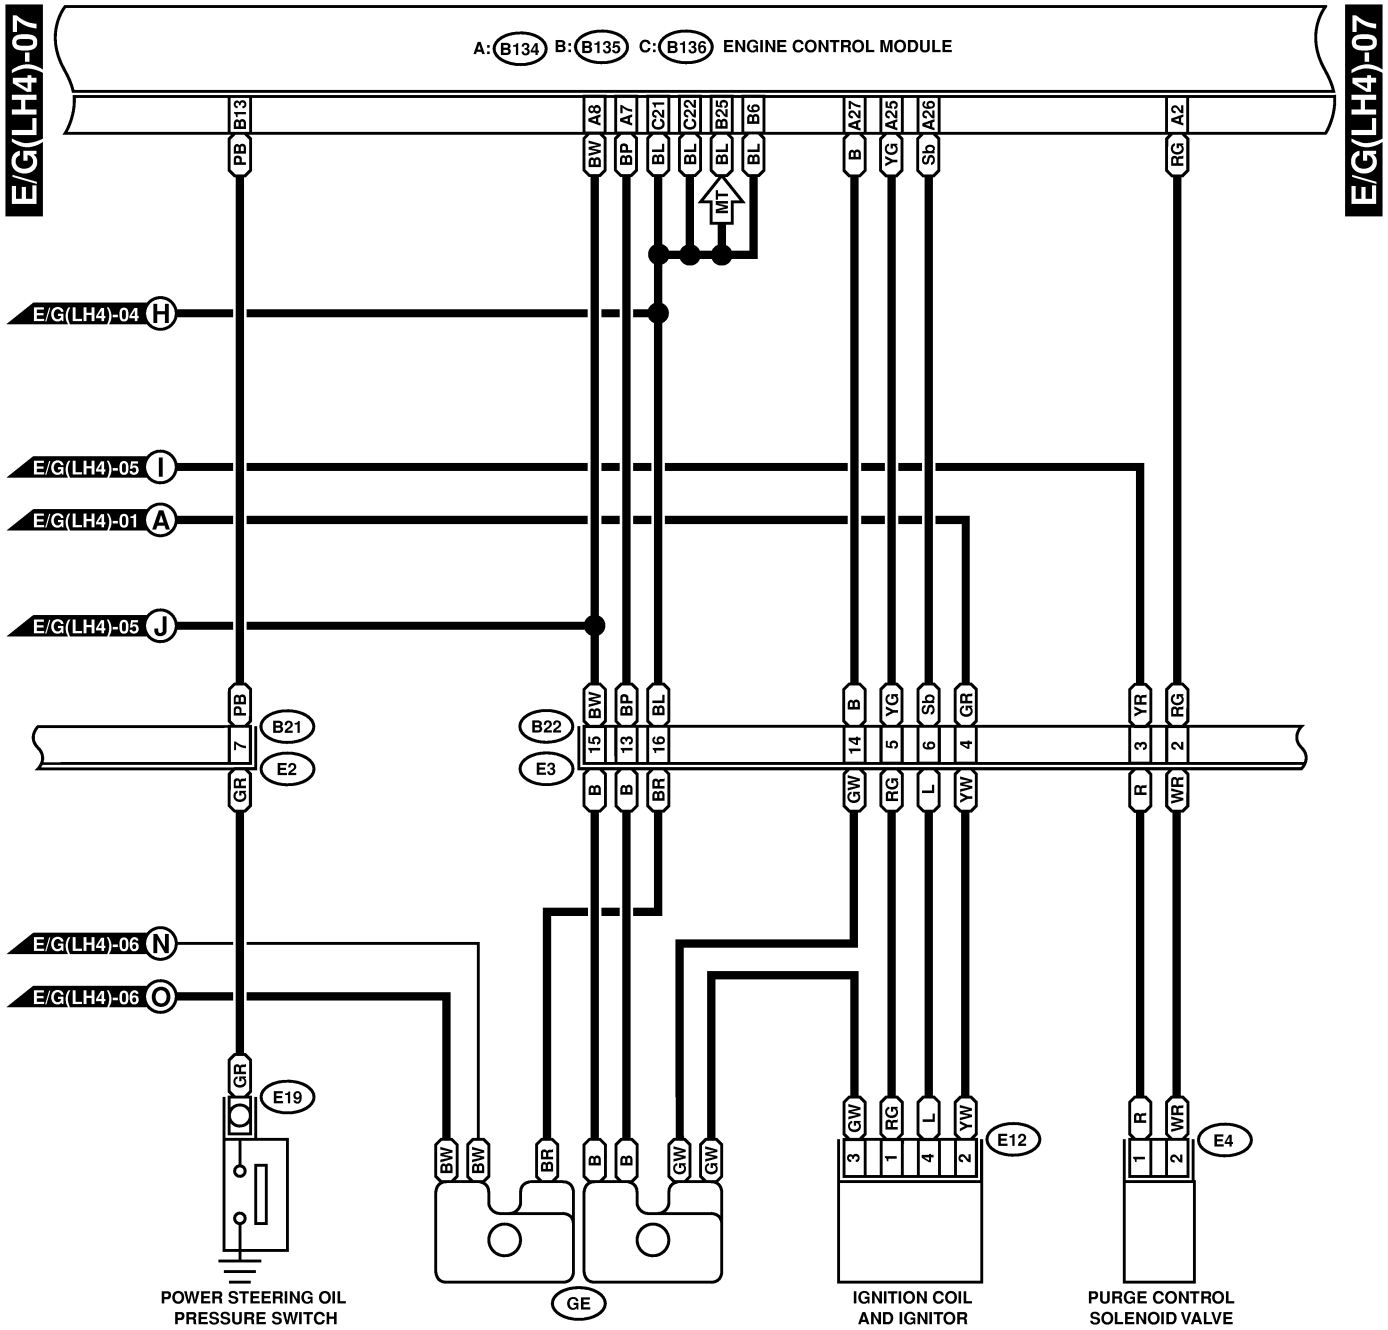 E/G(LH4)-07
A: B134 B: B135 C: B136 ENGINE CONTROL MODULE
E/G(LH4)-07
B13 A8 A7 C21 C22 B25 B6 A27 A25 A26 A2
PB BW BP BL BL BL BL B YG Sb RG
MT
E/G(LH4)-04 H
E/G(LH4)-05 I
E/G(LH4)-01 A
E/G(LH4)-05 J
PB BW BP BL B YG Sb GR YR RG
B21 B22
7 15 13 16 14 5 6 4 3 2
E2 E3
GR B B BR GW RG L YW R WR
E/G(LH4)-06 N
E/G(LH4)-06 O
GR
E19
GW RG L YW R WR
E12 E4
BW BW BR B B GW GW 3 1 4 2 1 2
POWER STEERING OIL
PRESSURE SWITCH
GE
IGNITION COIL
AND IGNITOR
PURGE CONTROL
SOLENOID VALVE